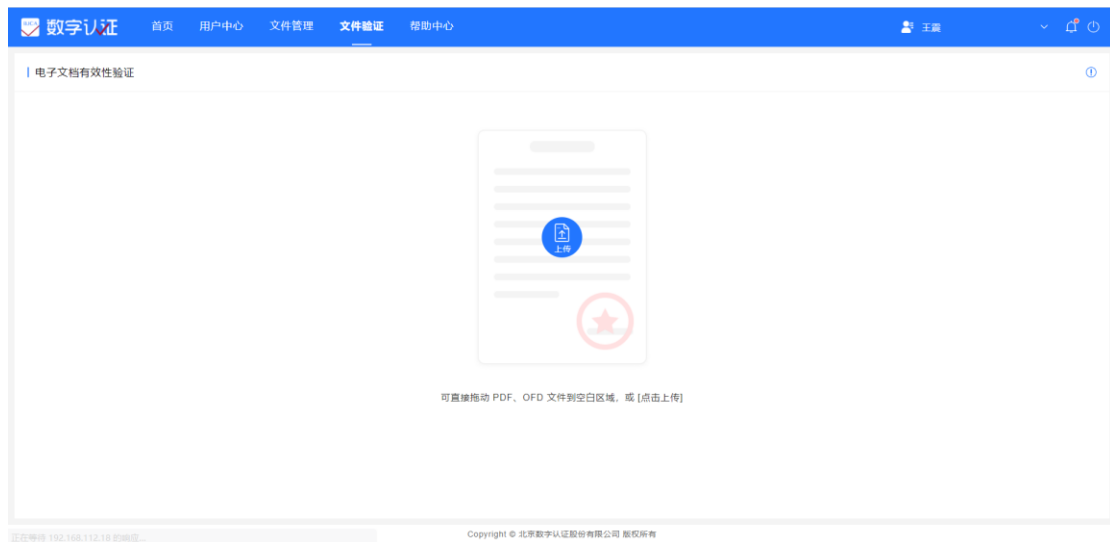 数字认证 首页 用户中心 文件管理 文件验证 帮助中心 王震
电子文档有效性验证
上传
可直接拖动 PDF、OFD 文件到空白区域，或 [点击上传]
Copyright © 北京数字认证股份有限公司 版权所有
正在等待 192.168.112.18 的响应...